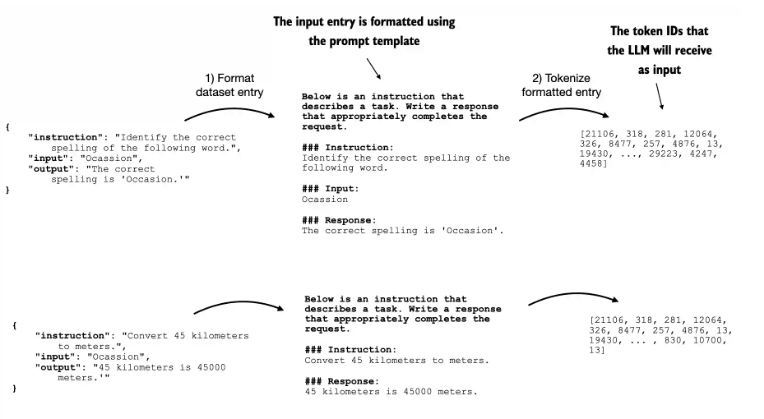 The input entry is formatted using
the prompt template
The token IDs that
the LLM will receive
as input
1) Format
dataset entry
2) Tokenize
formatted entry
{
"instruction": "Identify the correct
spelling of the following word.",
"input": "Ocassion",
"output": "The correct
spelling is 'Occasion.'"
}
Below is an instruction that
describes a task. Write a response
that appropriately completes the
request.
### Instruction:
Identify the correct spelling of the
following word.
### Input:
Ocassion
### Response:
The correct spelling is 'Occasion'.
[21106, 318, 281, 12064,
326, 8477, 257, 4876, 13,
19430, ..., 29223, 4247,
4458]
{
"instruction": "Convert 45 kilometers
to meters.",
"input": "Ocassion",
"output": "45 kilometers is 45000
meters.'"
}
Below is an instruction that
describes a task. Write a response
that appropriately completes the
request.
### Instruction:
Convert 45 kilometers to meters.
### Response:
45 kilometers is 45000 meters.
[21106, 318, 281, 12064,
326, 8477, 257, 4876, 13,
19430, ... , 830, 10700,
13]